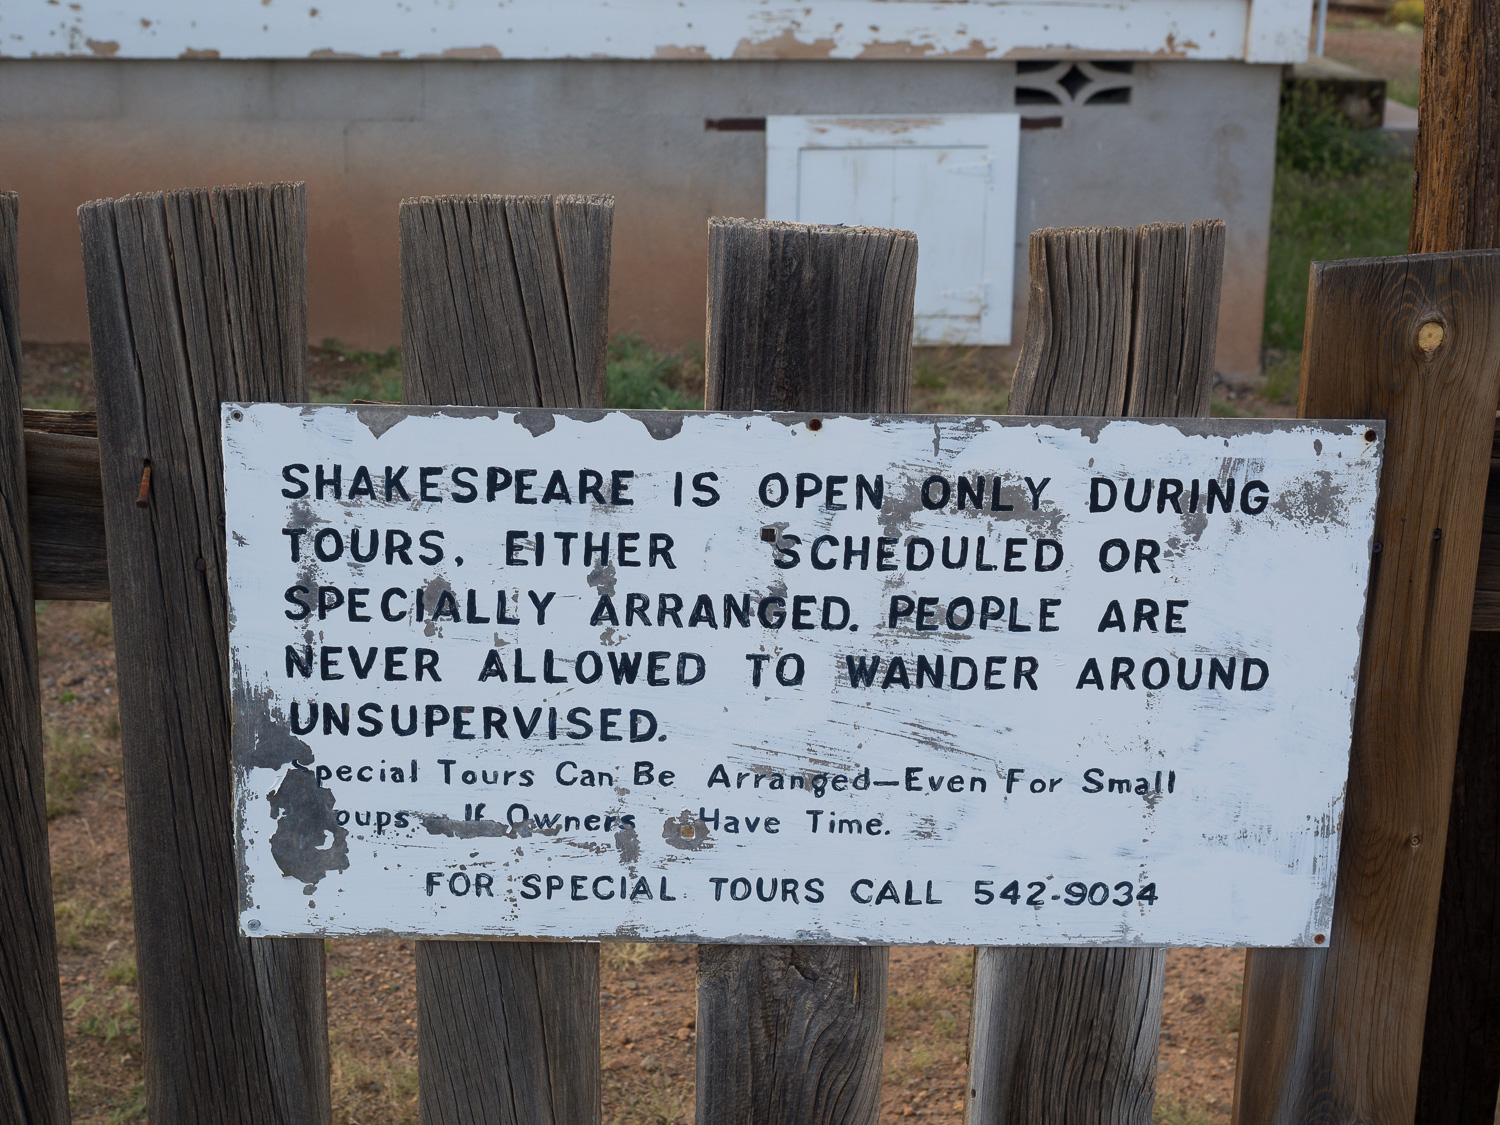 SHAKESPEARE IS OPEN ONLY DURING
TOURS, EITHER SCHEDULED OR
SPECIALLY ARRANGED. PEOPLE ARE
NEVER ALLOWED TO WANDER AROUND
UNSUPERVISED.
Special Tours Can Be Arranged—Even For Small
oups If Owners Have Time.
FOR SPECIAL TOURS CALL 542-9034